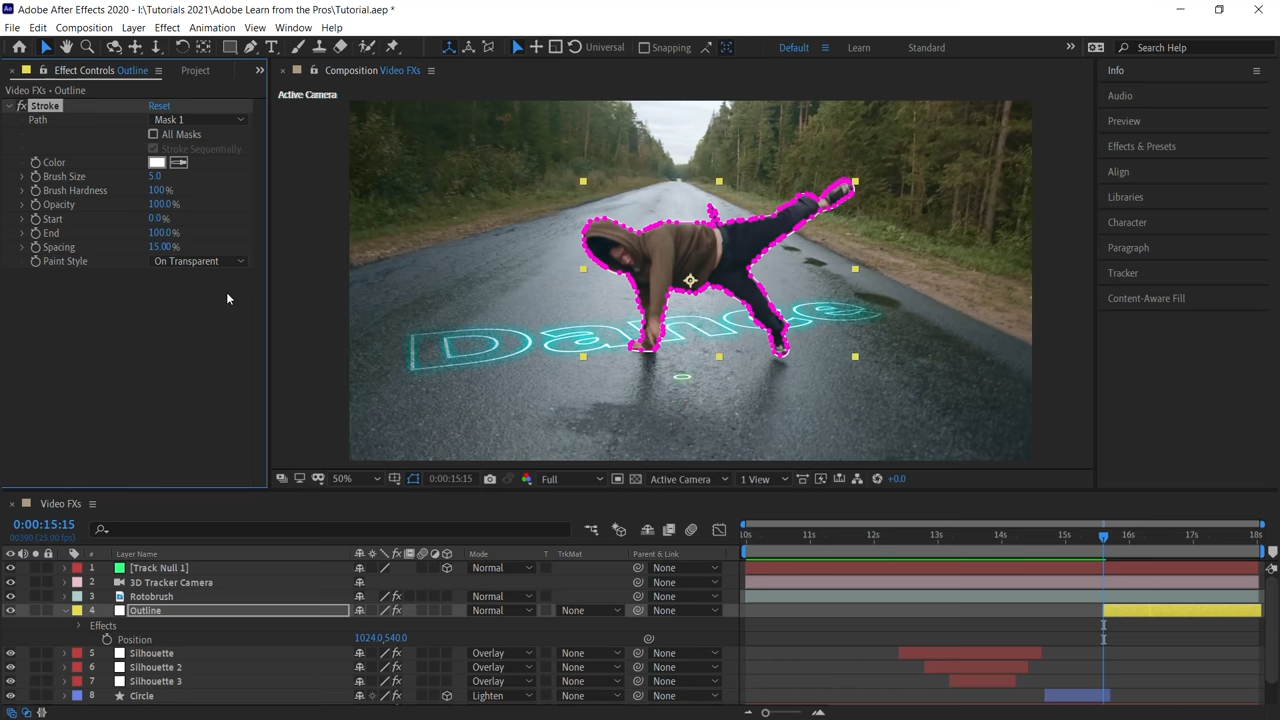 Adobe After Effects 2020 - I:\Tutorials 2021\Adobe Learn from the Pros\Tutorial.aep *
File Edit Composition Layer Effect Animation View Window Help
Universal Snapping Default Learn Standard Search Help
Effect Controls Outline Project
Composition Video FXs
Info
Video FXs • Outline
Active Camera
Audio
fx Stroke Reset
Path Mask 1
Preview
All Masks
Stroke Sequentially
Effects & Presets
Color
Brush Size 5.0
Align
Brush Hardness 100%
Libraries
Opacity 100.0%
Start 0.0%
Character
End 100.0%
Spacing 15.00%
Paragraph
Paint Style On Transparent
Tracker
Content-Aware Fill
Dance
50% 0:00:15:15 Full Active Camera 1 View +0.0
Video FXs
0:00:15:15
00390 (25.00 fps)
10s 11s 12s 13s 14s 15s 16s 17s 18s
# Layer Name Mode T TrkMat Parent & Link
1 [Track Null 1] Normal None
2 3D Tracker Camera None
3 Rotobrush Normal None
4 Outline Normal None None
Effects
Position 1024.0,540.0
5 Silhouette Overlay None None
6 Silhouette 2 Overlay None None
7 Silhouette 3 Overlay None None
8 Circle Lighten None None